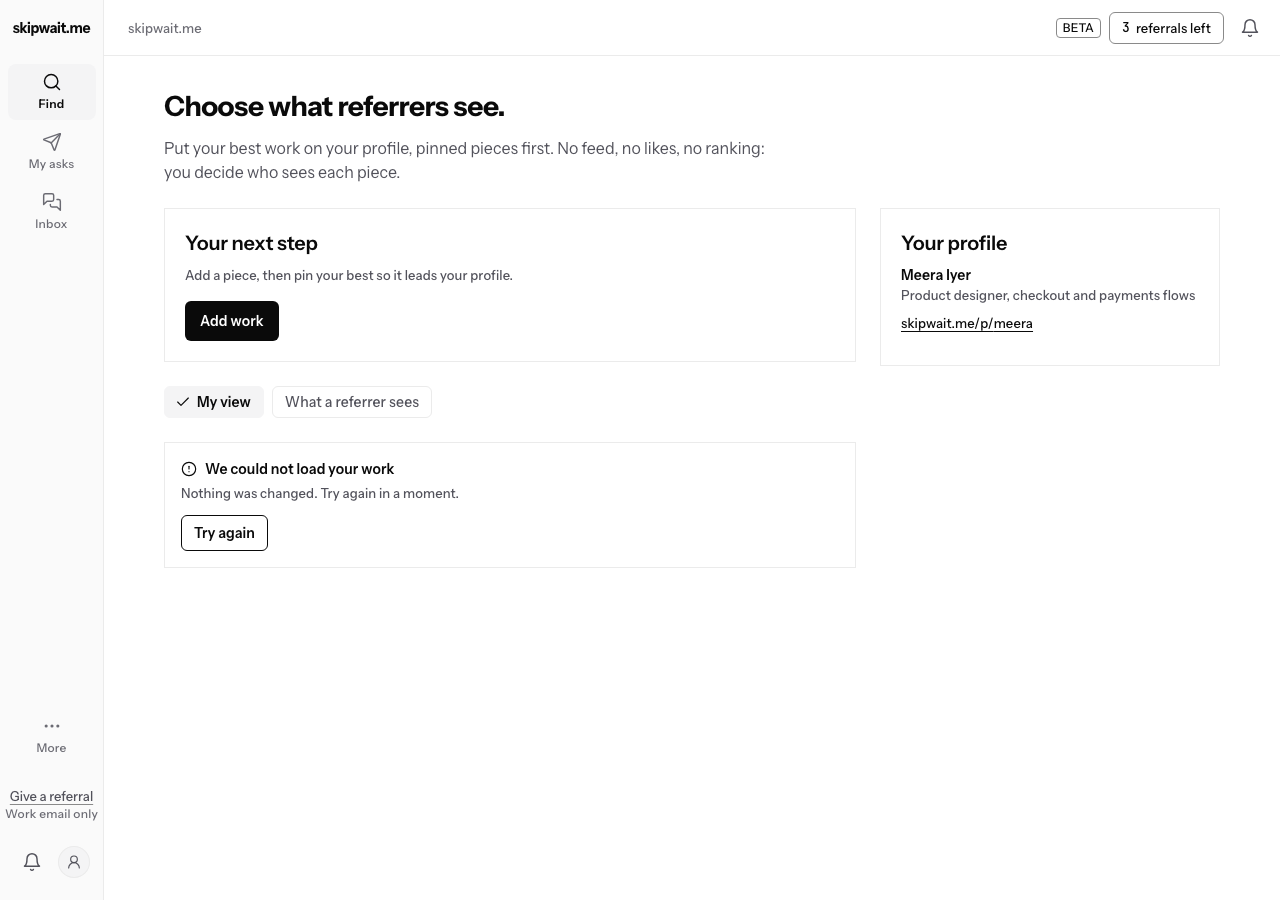 skipwait.me
Find
My asks
Inbox
More
Give a referral
Work email only
skipwait.me
BETA
3 referrals left
Choose what referrers see.
Put your best work on your profile, pinned pieces first. No feed, no likes, no ranking:
you decide who sees each piece.
Your next step
Add a piece, then pin your best so it leads your profile.
Add work
Your profile
Meera Iyer
Product designer, checkout and payments flows
skipwait.me/p/meera
My view
What a referrer sees
We could not load your work
Nothing was changed. Try again in a moment.
Try again